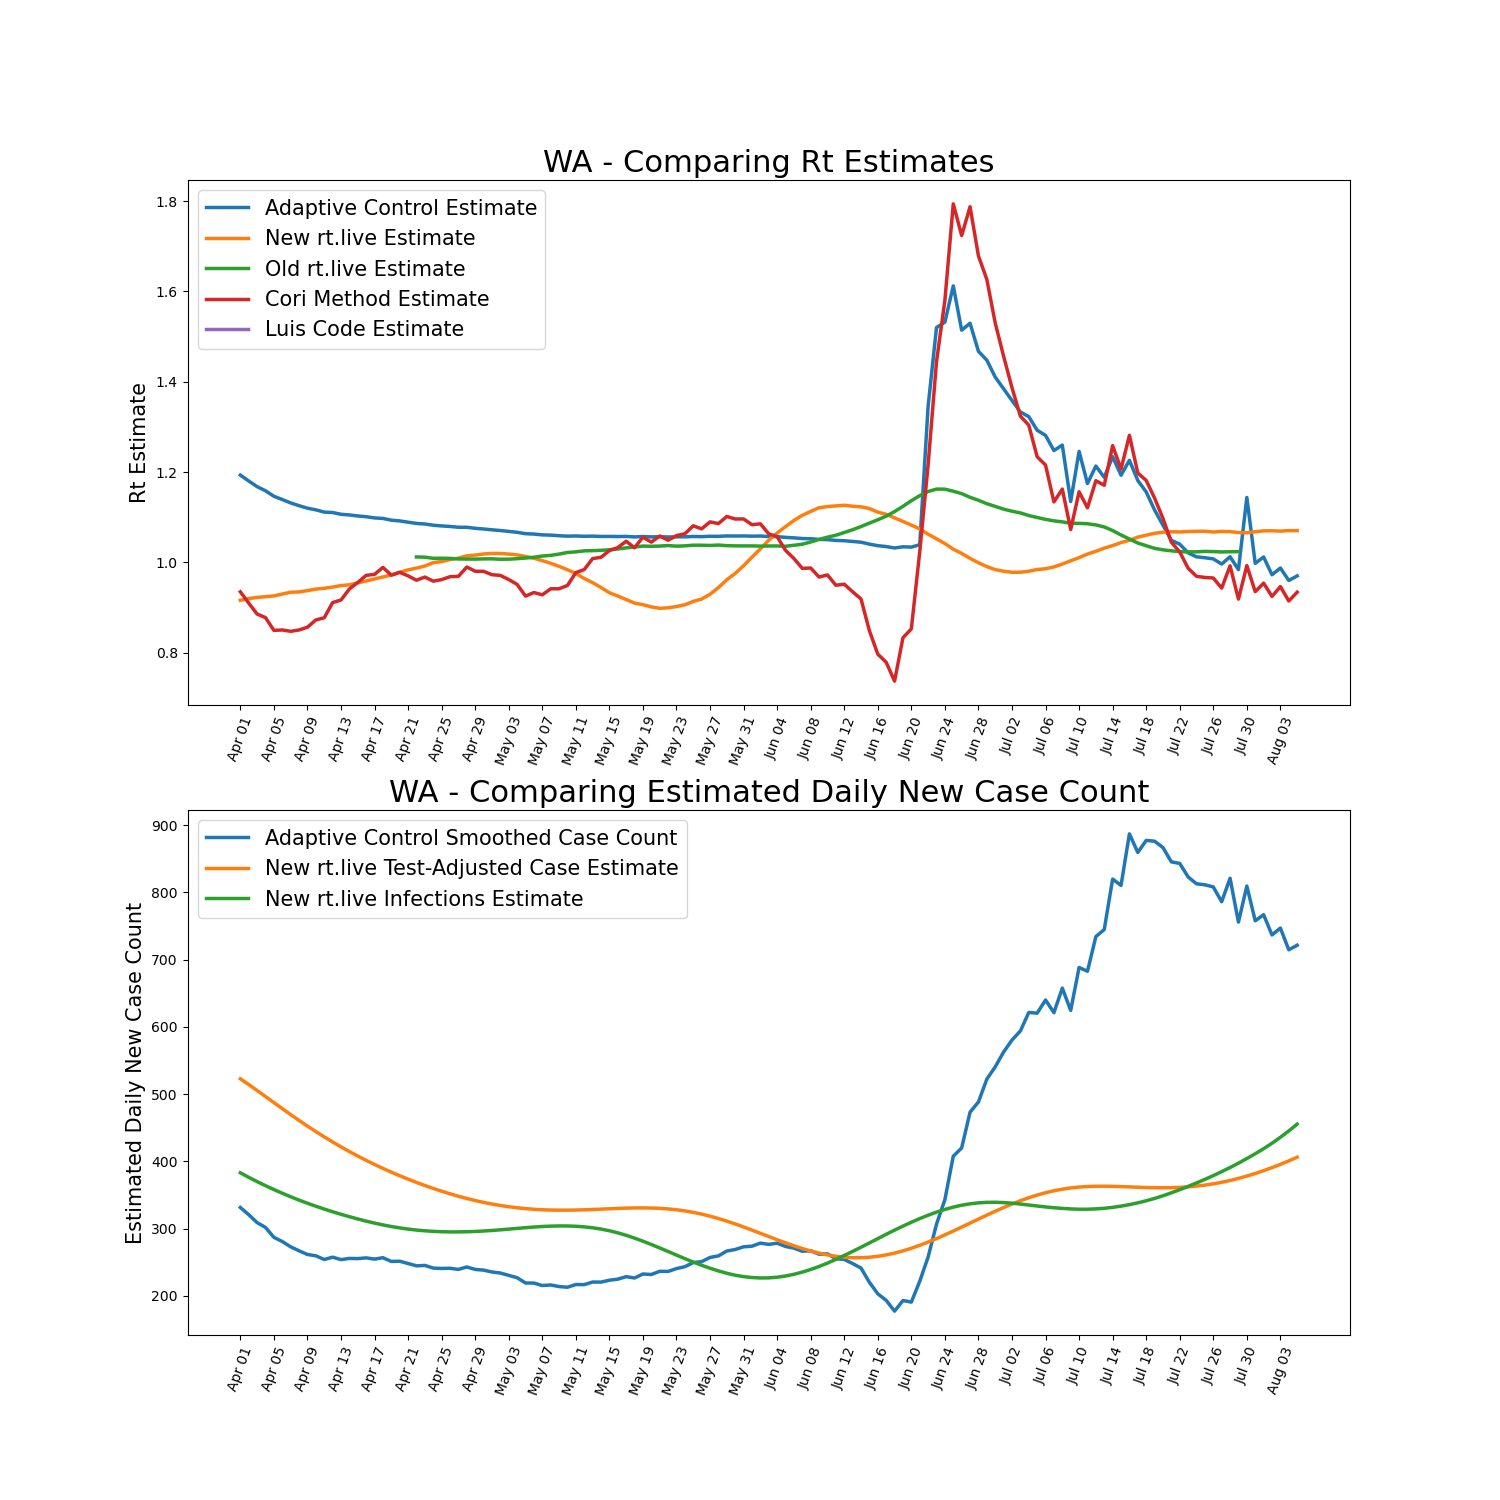 WA - Comparing Rt Estimates
Rt Estimate
1.8
1.6
1.4
1.2
1.0
0.8
Adaptive Control Estimate
New rt.live Estimate
Old rt.live Estimate
Cori Method Estimate
Luis Code Estimate
Apr 01 Apr 05 Apr 09 Apr 13 Apr 17 Apr 21 Apr 25 Apr 29 May 03 May 07 May 11 May 15 May 19 May 23 May 27 May 31 Jun 04 Jun 08 Jun 12 Jun 16 Jun 20 Jun 24 Jun 28 Jul 02 Jul 06 Jul 10 Jul 14 Jul 18 Jul 22 Jul 26 Jul 30 Aug 03
WA - Comparing Estimated Daily New Case Count
Estimated Daily New Case Count
900
800
700
600
500
400
300
200
Adaptive Control Smoothed Case Count
New rt.live Test-Adjusted Case Estimate
New rt.live Infections Estimate
Apr 01 Apr 05 Apr 09 Apr 13 Apr 17 Apr 21 Apr 25 Apr 29 May 03 May 07 May 11 May 15 May 19 May 23 May 27 May 31 Jun 04 Jun 08 Jun 12 Jun 16 Jun 20 Jun 24 Jun 28 Jul 02 Jul 06 Jul 10 Jul 14 Jul 18 Jul 22 Jul 26 Jul 30 Aug 03